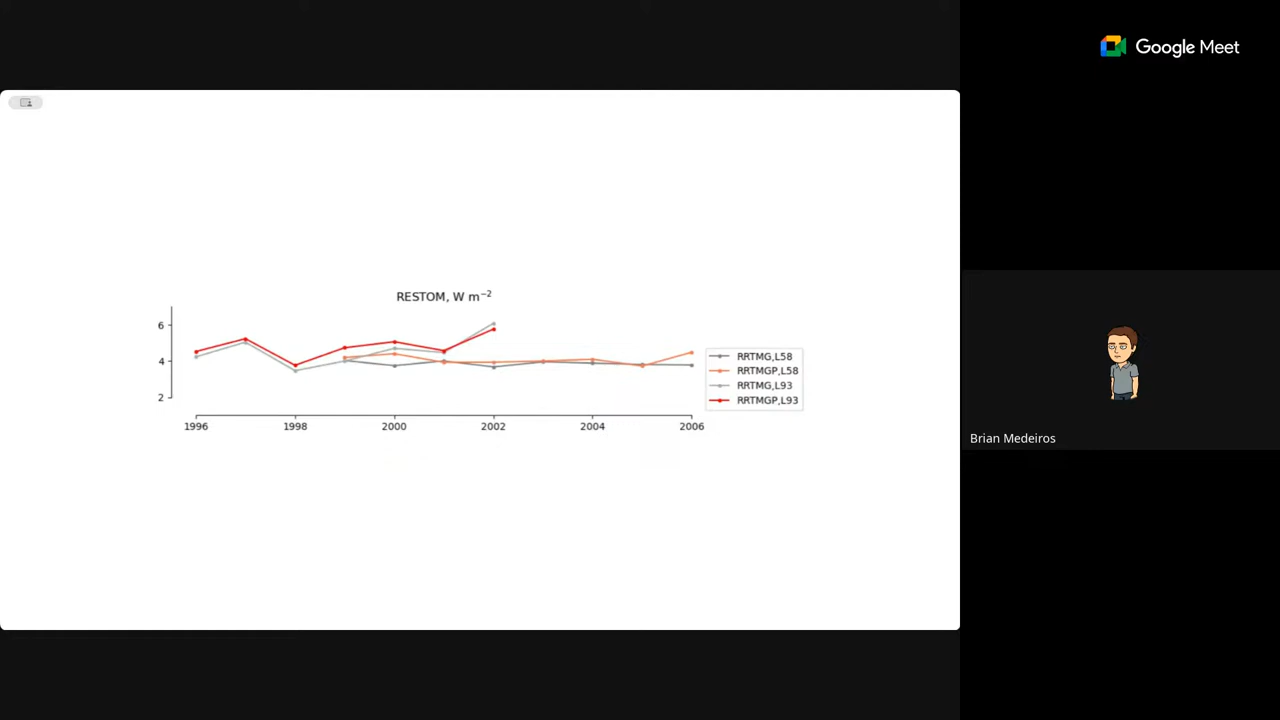 Google Meet
RESTOM, W m⁻²
6
4
2
1996 1998 2000 2002 2004 2006
RRTMG,L58
RRTMGP,L58
RRTMG,L93
RRTMGP,L93
Brian Medeiros